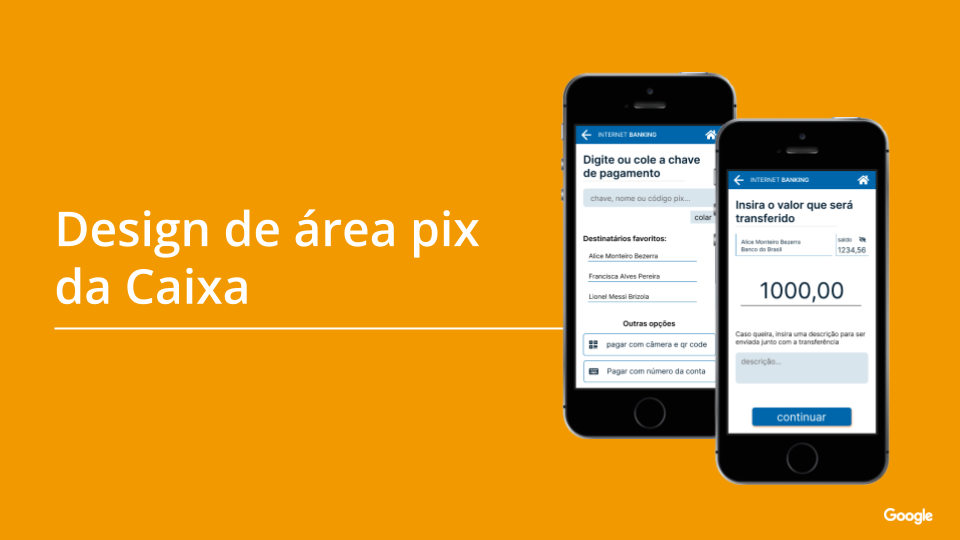 Design de área pix
da Caixa
INTERNET BANKING
Digite ou cole a chave
de pagamento
chave, nome ou código pix...
colar
Destinatários favoritos:
Alice Monteiro Bezerra
Francisca Alves Pereira
Lionel Messi Brizola
Outras opções
pagar com câmera e qr code
Pagar com número da conta
INTERNET BANKING
Insira o valor que será
transferido
Alice Monteiro Bezerra
Banco do Brasil
saldo
1234,56
1000,00
Caso queira, insira uma descrição para ser
enviada junto com a transferência
descrição...
continuar
Google